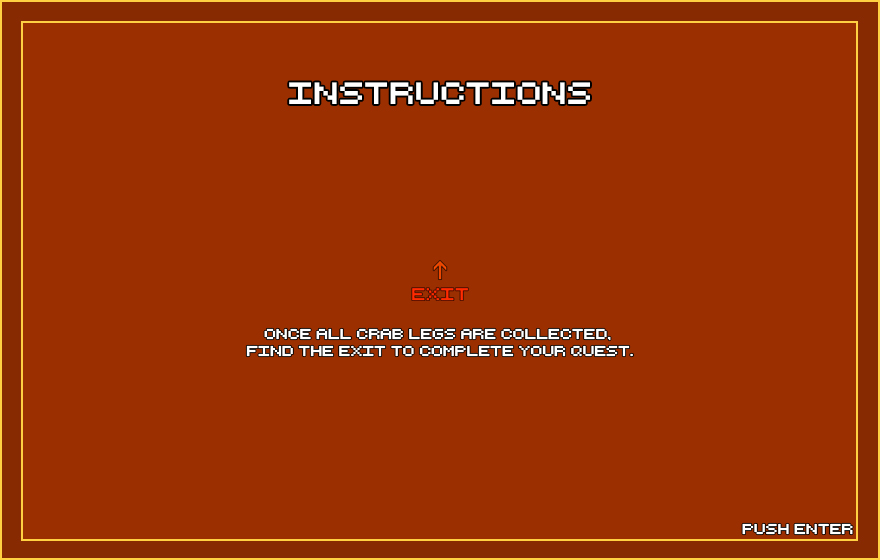 INSTRUCTIONS
↑
EXIT
ONCE ALL CRAB LEGS ARE COLLECTED,
FIND THE EXIT TO COMPLETE YOUR QUEST.
PUSH ENTER